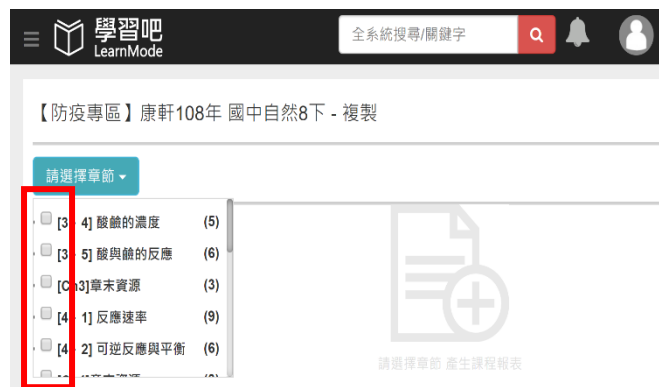 學習吧
LearnMode
全系統搜尋/關鍵字
【防疫專區】康軒108年 國中自然8下 - 複製
請選擇章節
[3 4] 酸鹼的濃度 (5)
[3 5] 酸與鹼的反應 (6)
[Ch3]章末資源 (3)
[4 1] 反應速率 (9)
[4 2] 可逆反應與平衡 (6)
請選擇章節 產生課程報表